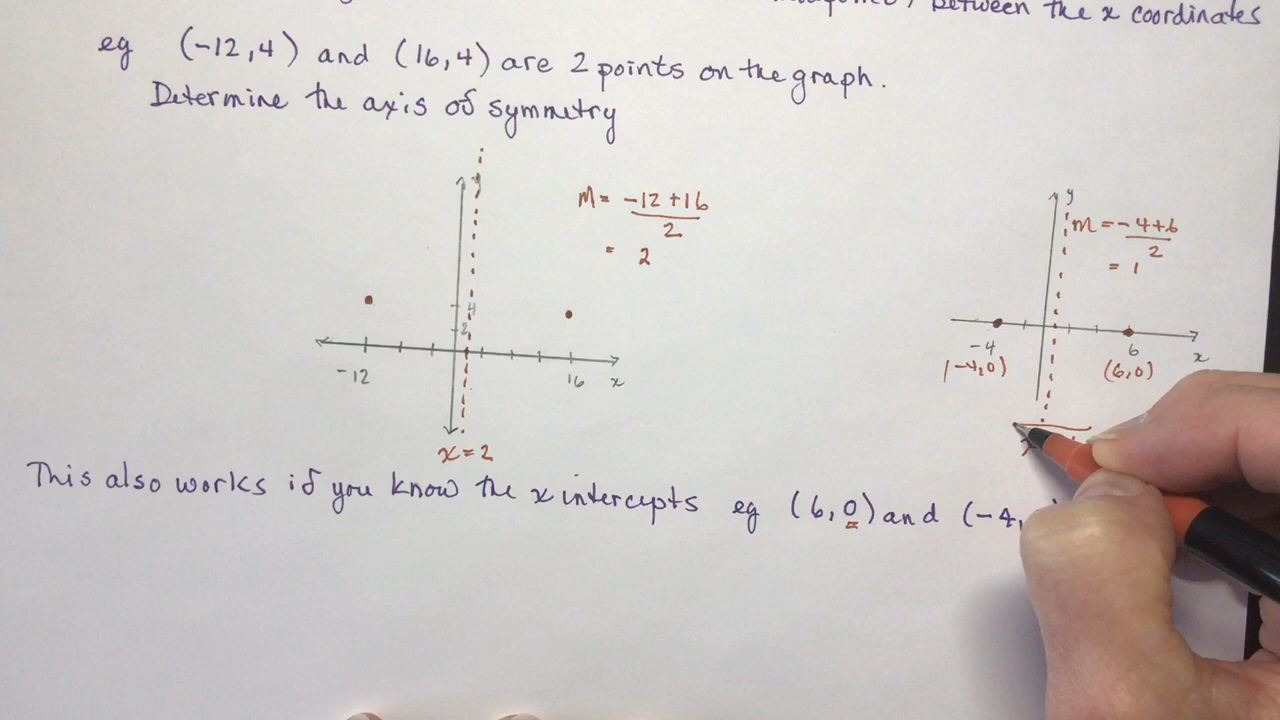 between the x coordinates
eg (-12,4) and (16,4) are 2 points on the graph.
Determine the axis of symmetry
y
M = -12 + 16
2
= 2
4
2
-12
16
x
x = 2
y
m = -4+6
2
= 1
-4
6
x
(-4,0)
(6,0)
x
This also works if you know the x intercepts eg (6,0) and (-4,